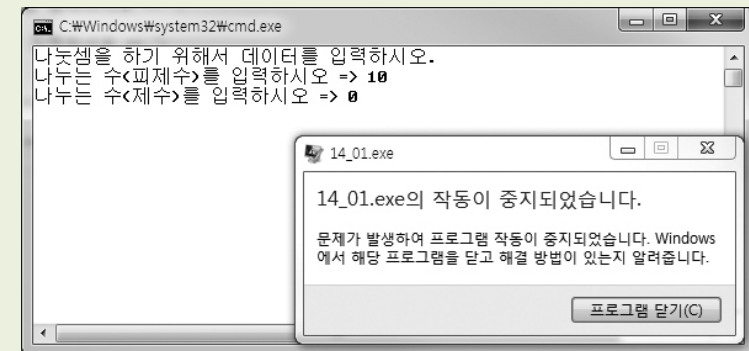 C:₩Windows₩system32₩cmd.exe
나눗셈을 하기 위해서 데이터를 입력하시오.
나누는 수(피제수)를 입력하시오 => 10
나누는 수(제수)를 입력하시오 => 0
14_01.exe
14_01.exe의 작동이 중지되었습니다.
문제가 발생하여 프로그램 작동이 중지되었습니다. Windows
에서 해당 프로그램을 닫고 해결 방법이 있는지 알려줍니다.
프로그램 닫기(C)